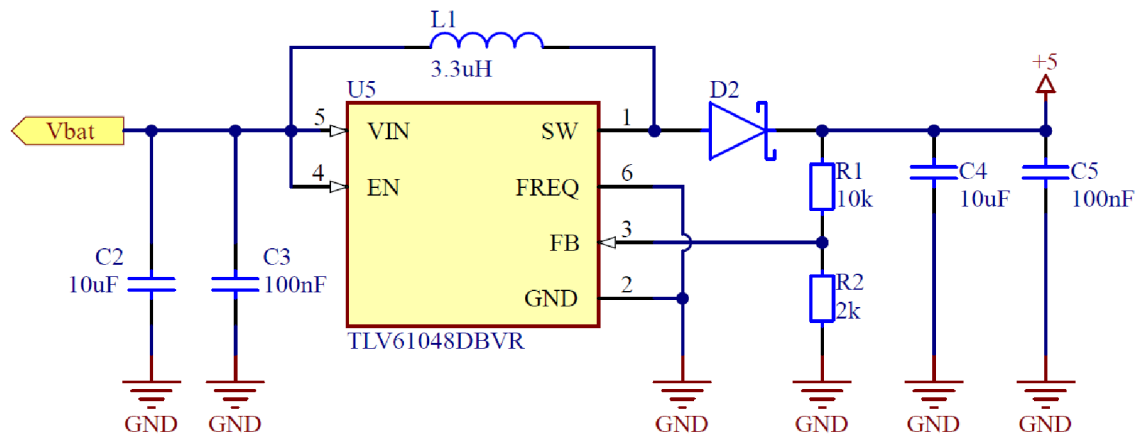 L1
3.3uH
U5
+5
D2
Vbat
5
VIN
SW
1
4
EN
FREQ
6
R1
10k
C4
10uF
C5
100nF
FB
3
C2
10uF
C3
100nF
GND
2
R2
2k
TLV61048DBVR
GND
GND
GND
GND
GND
GND